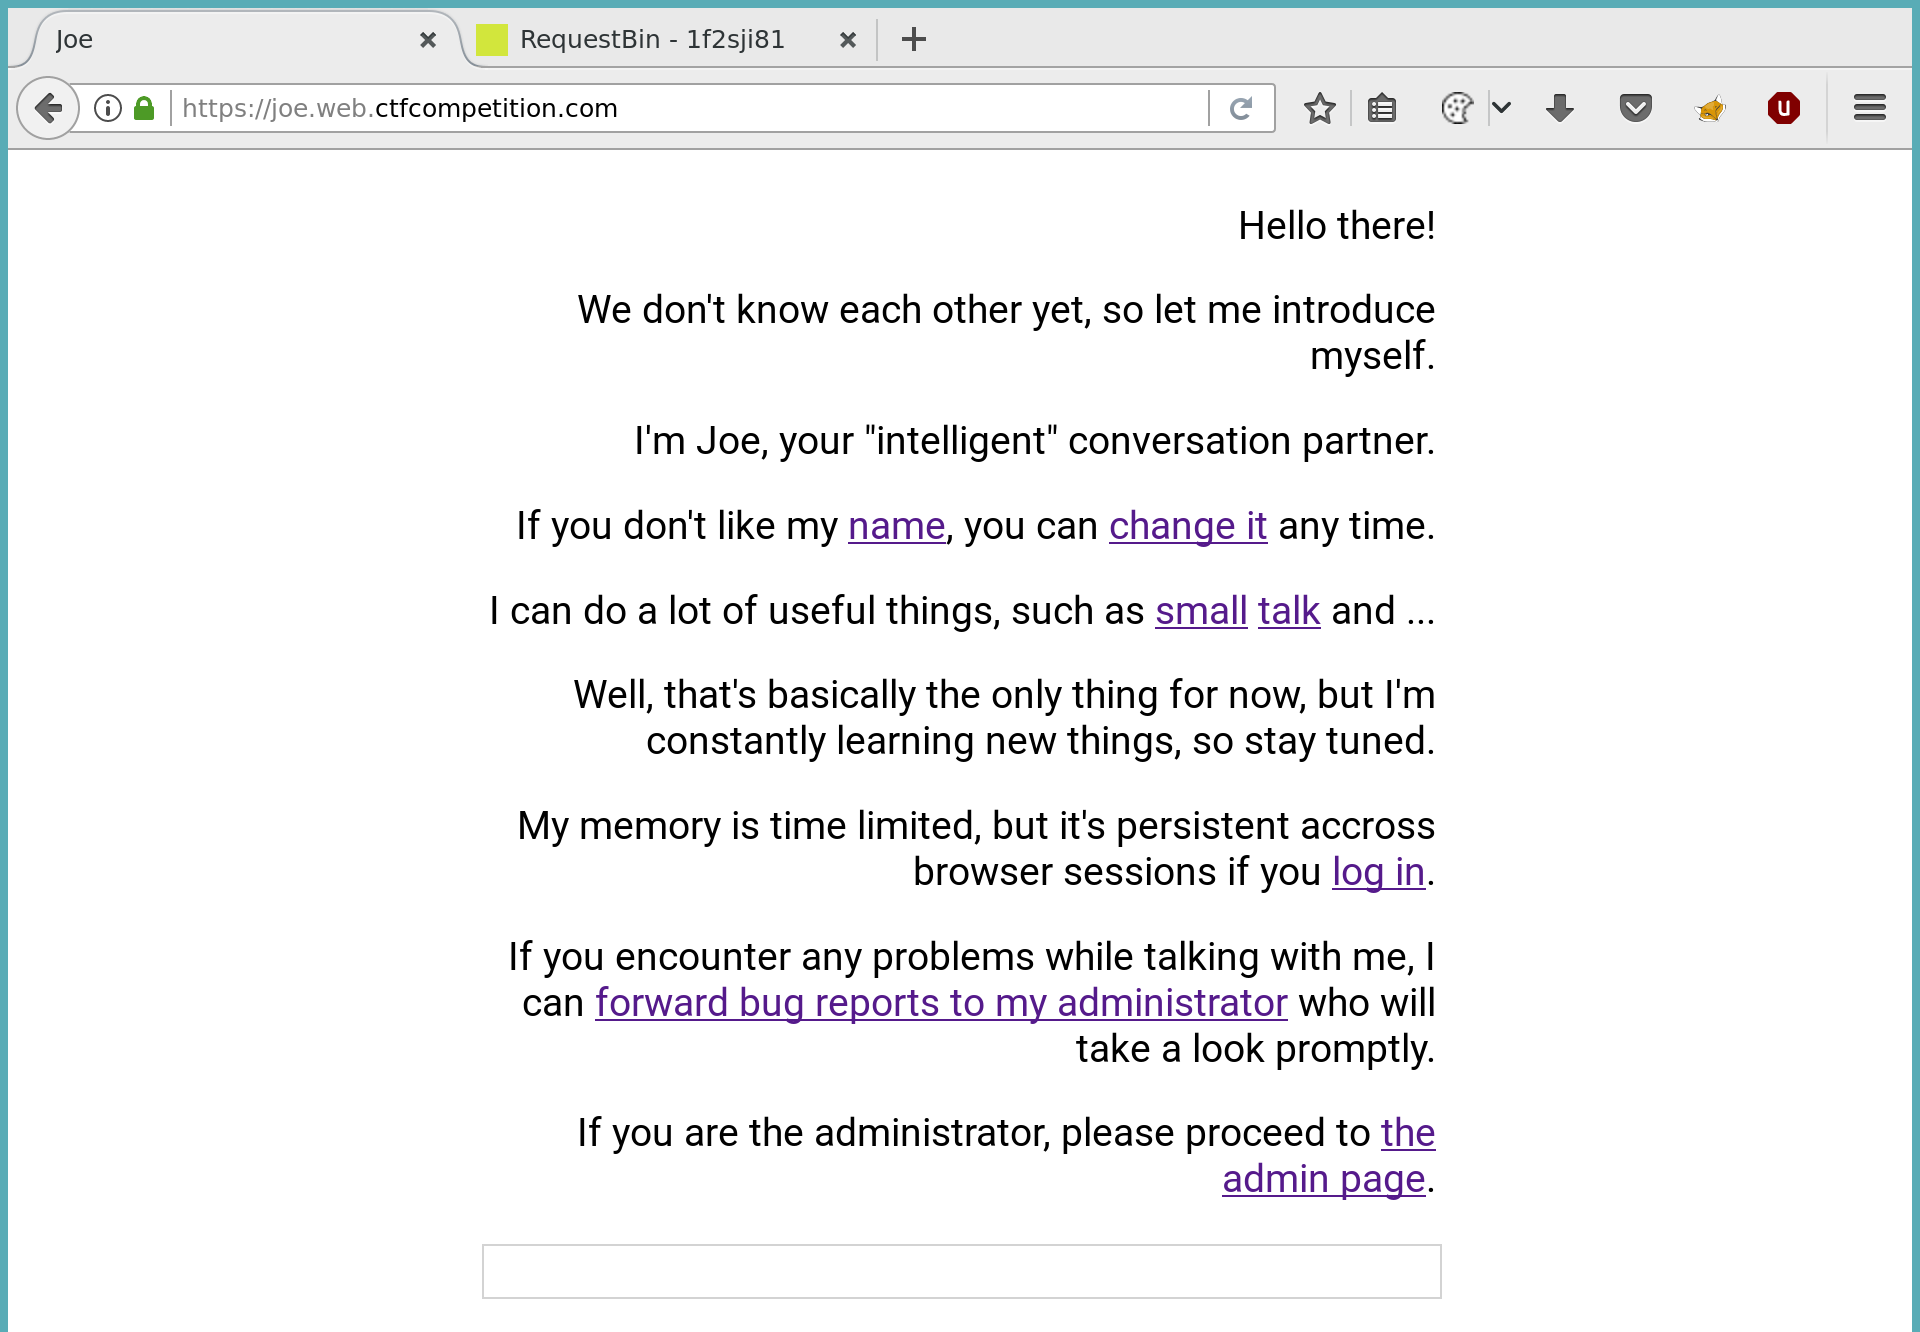 Joe
RequestBin - 1f2sji81
https://joe.web.ctfcompetition.com
Hello there!
We don't know each other yet, so let me introduce
myself.
I'm Joe, your "intelligent" conversation partner.
If you don't like my name, you can change it any time.
I can do a lot of useful things, such as small talk and ...
Well, that's basically the only thing for now, but I'm
constantly learning new things, so stay tuned.
My memory is time limited, but it's persistent accross
browser sessions if you log in.
If you encounter any problems while talking with me, I
can forward bug reports to my administrator who will
take a look promptly.
If you are the administrator, please proceed to the
admin page.